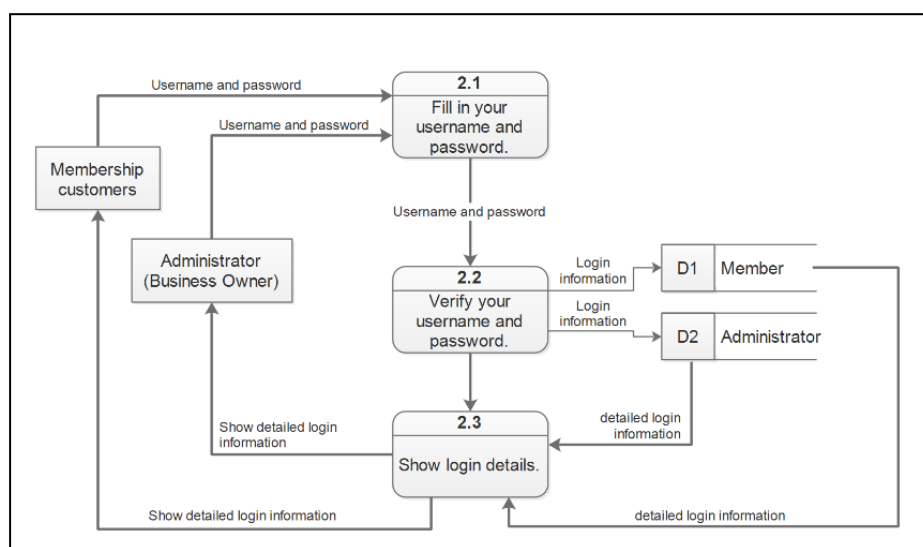 2.1
Username and password
Fill in your
username and
password.
Username and password
Membership
customers
Username and password
Administrator
(Business Owner)
Login
information
D1 Member
2.2
Verify your
username and
password.
Login
information
D2 Administrator
2.3
Show detailed login
information
detailed login
information
Show login details.
Show detailed login information
detailed login information